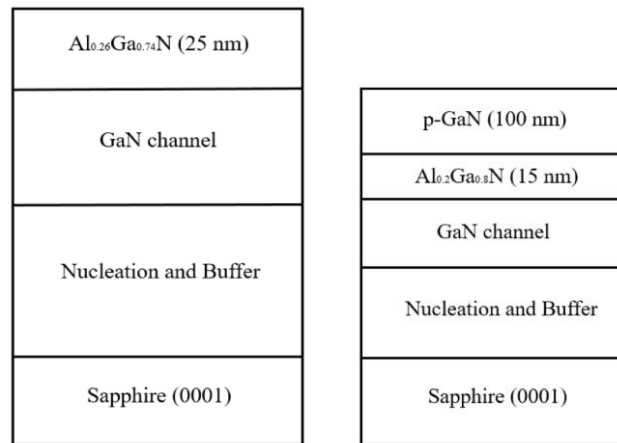 Al₀.₂₆Ga₀.₇₄N (25 nm)
GaN channel
Nucleation and Buffer
Sapphire (0001)
p-GaN (100 nm)
Al₀.₂Ga₀.₈N (15 nm)
GaN channel
Nucleation and Buffer
Sapphire (0001)